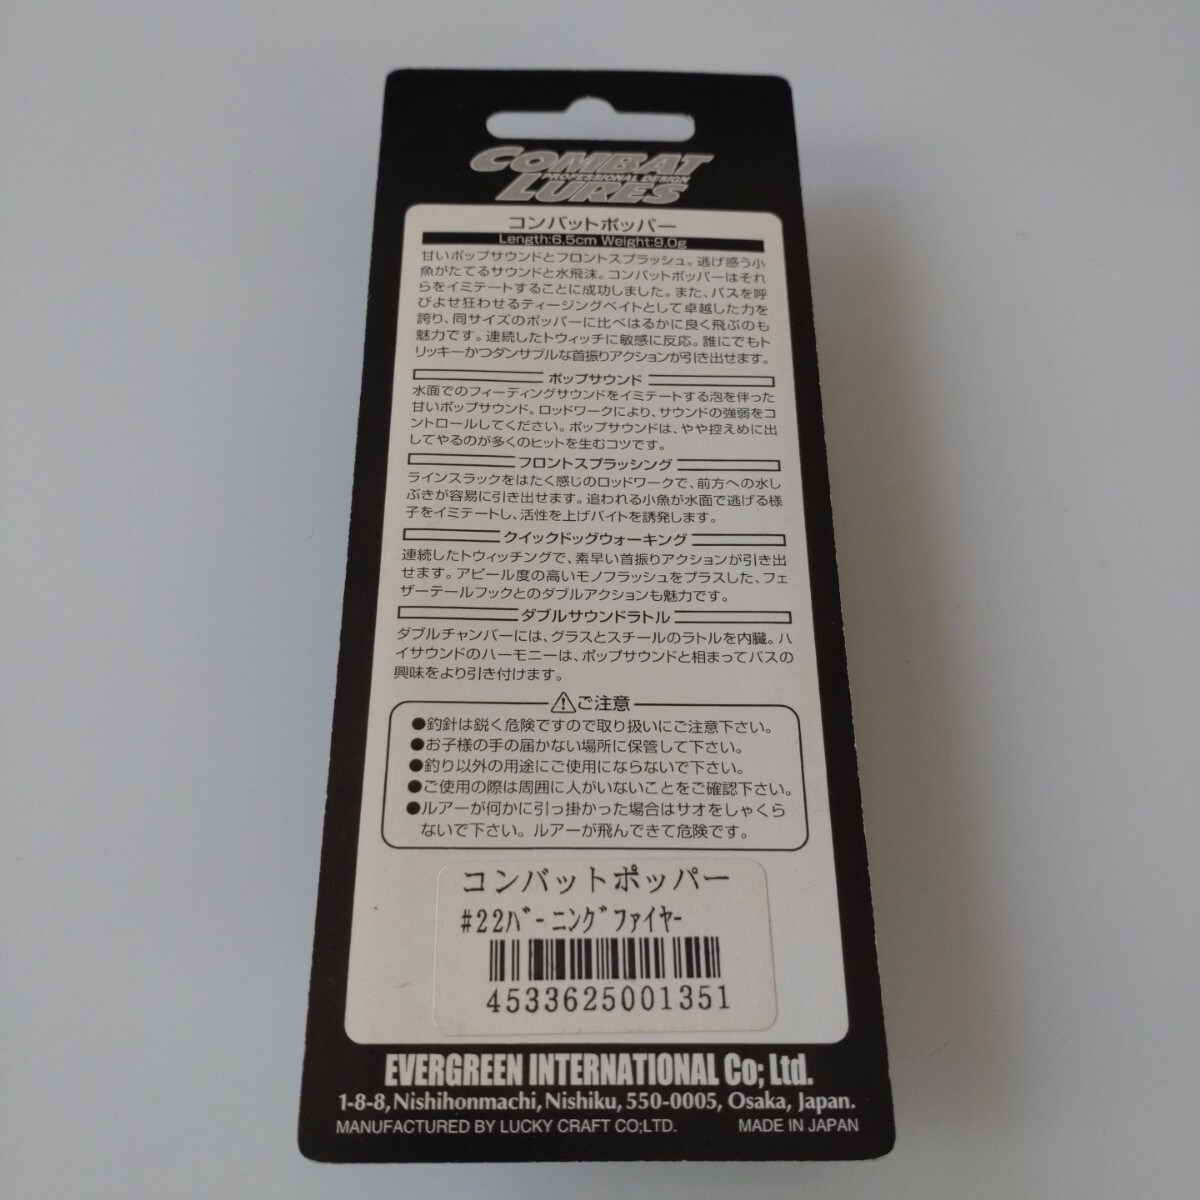 COMBAT
PROFESSIONAL DESIGN
LURES
コンバットポッパー
Length:6.5cm Weight:9.0g
甘いポップサウンドとフロントスプラッシュ。逃げ惑う小
魚がたてるサウンドと水飛沫。コンバットポッパーはそれ
らをイミテートすることに成功しました。また、バスを呼
びよせ狂わせるティージングベイトとして卓越した力を
誇り、同サイズのポッパーに比べはるかに良く飛ぶのも
魅力です。連続したトウィッチに敏感に反応。誰にでもト
リッキーかつダンサブルな首振りアクションが引き出せます。
ポップサウンド
水面でのフィーディングサウンドをイミテートする泡を伴った
甘いポップサウンド。ロッドワークにより、サウンドの強弱をコ
ントロールしてください。ポップサウンドは、やや控えめに出
してやるのが多くのヒットを生むコツです。
フロントスプラッシング
ラインスラックをはたく感じのロッドワークで、前方への水し
ぶきが容易に引き出せます。追われる小魚が水面で逃げる様
子をイミテートし、活性を上げバイトを誘発します。
クイックドッグウォーキング
連続したトウィッチングで、素早い首振りアクションが引き出
せます。アピール度の高いモノフラッシュをプラスした、フェ
ザーテールフックとのダブルアクションも魅力です。
ダブルサウンドラトル
ダブルチャンバーには、グラスとスチールのラトルを内臓。ハ
イサウンドのハーモニーは、ポップサウンドと相まってバスの
興味をより引き付けます。
ご注意
●釣針は鋭く危険ですので取り扱いにご注意下さい。
●お子様の手の届かない場所に保管して下さい。
●釣り以外の用途にご使用にならないで下さい。
●ご使用の際は周囲に人がいないことをご確認下さい。
●ルアーが何かに引っ掛かった場合はサオをしゃくら
ないで下さい。ルアーが飛んできて危険です。
コンバットポッパー
#22ﾊﾞｰﾆﾝｸﾞﾌｧｲﾔｰ
4533625001351
EVERGREEN INTERNATIONAL Co; Ltd.
1-8-8, Nishihonmachi, Nishiku, 550-0005, Osaka, Japan.
MANUFACTURED BY LUCKY CRAFT CO;LTD. MADE IN JAPAN